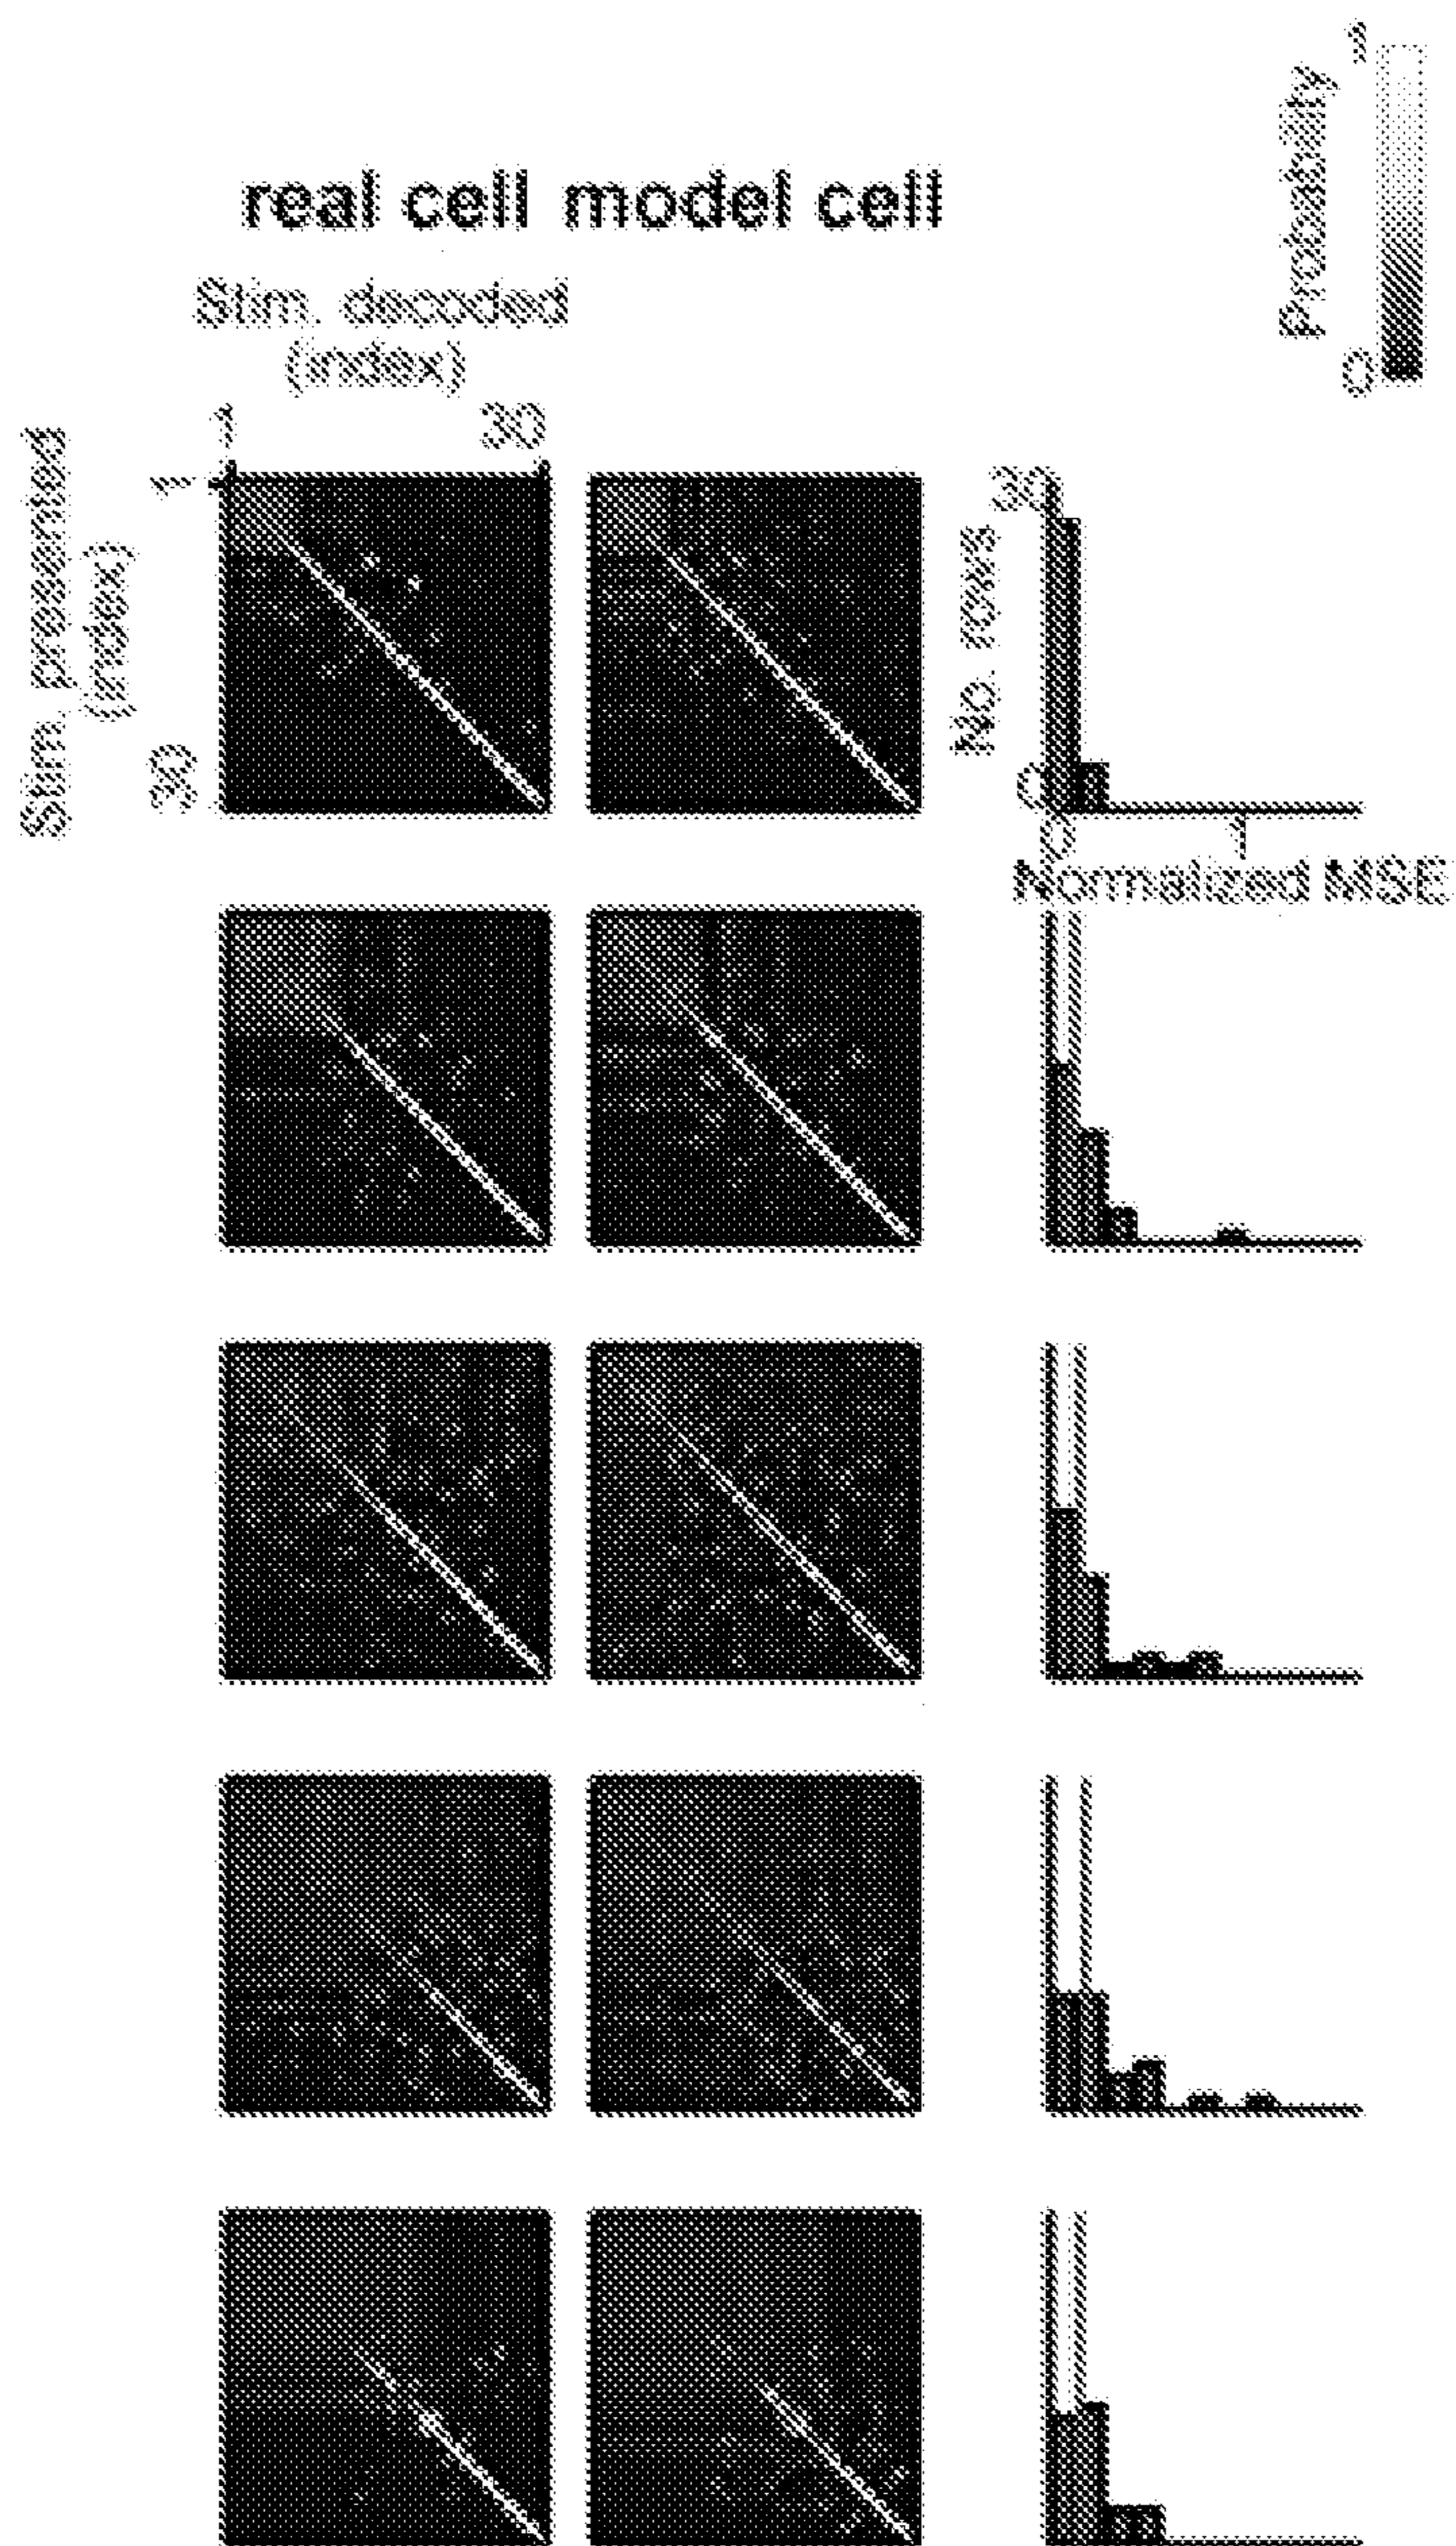 1
Probability
0
real cell model cell
Stim. decoded
(index)
1 30
Stim. presented
(index)
1
30
30
No. rows
0
0 1
Normalized MSE